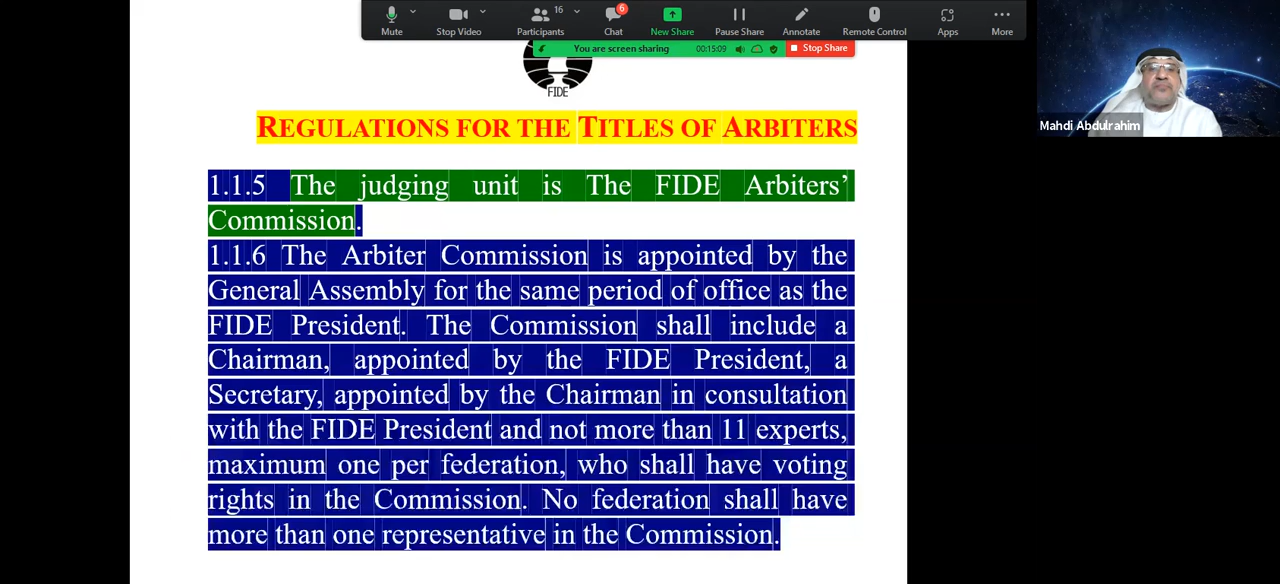 Mute
Stop Video
16
Participants
6
Chat
New Share
Pause Share
Annotate
Remote Control
Apps
More
You are screen sharing
00:15:09
Stop Share
Mahdi Abdulrahim
FIDE
REGULATIONS FOR THE TITLES OF ARBITERS
1.1.5 The judging unit is The FIDE Arbiters’
Commission.
1.1.6 The Arbiter Commission is appointed by the
General Assembly for the same period of office as the
FIDE President. The Commission shall include a
Chairman, appointed by the FIDE President, a
Secretary, appointed by the Chairman in consultation
with the FIDE President and not more than 11 experts,
maximum one per federation, who shall have voting
rights in the Commission. No federation shall have
more than one representative in the Commission.